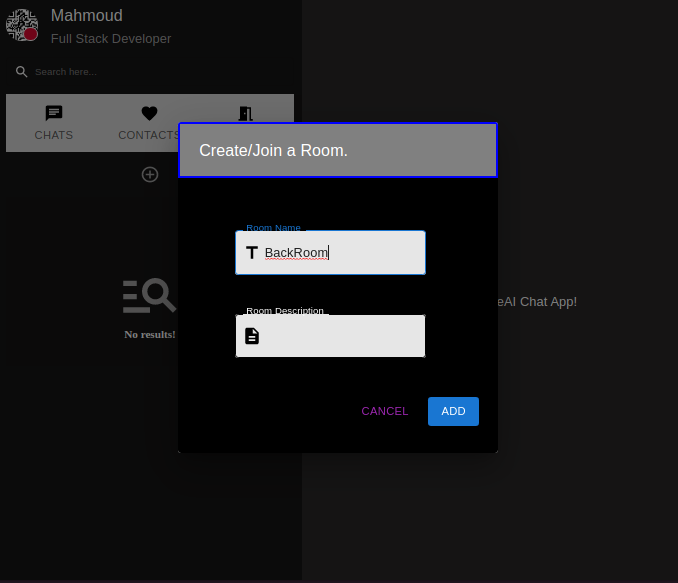 Mahmoud
Full Stack Developer
Search here...
CHATS
CONTACTS
Create/Join a Room.
Room Name
BackRoom
Room Description
No results!
eAI Chat App!
CANCEL
ADD